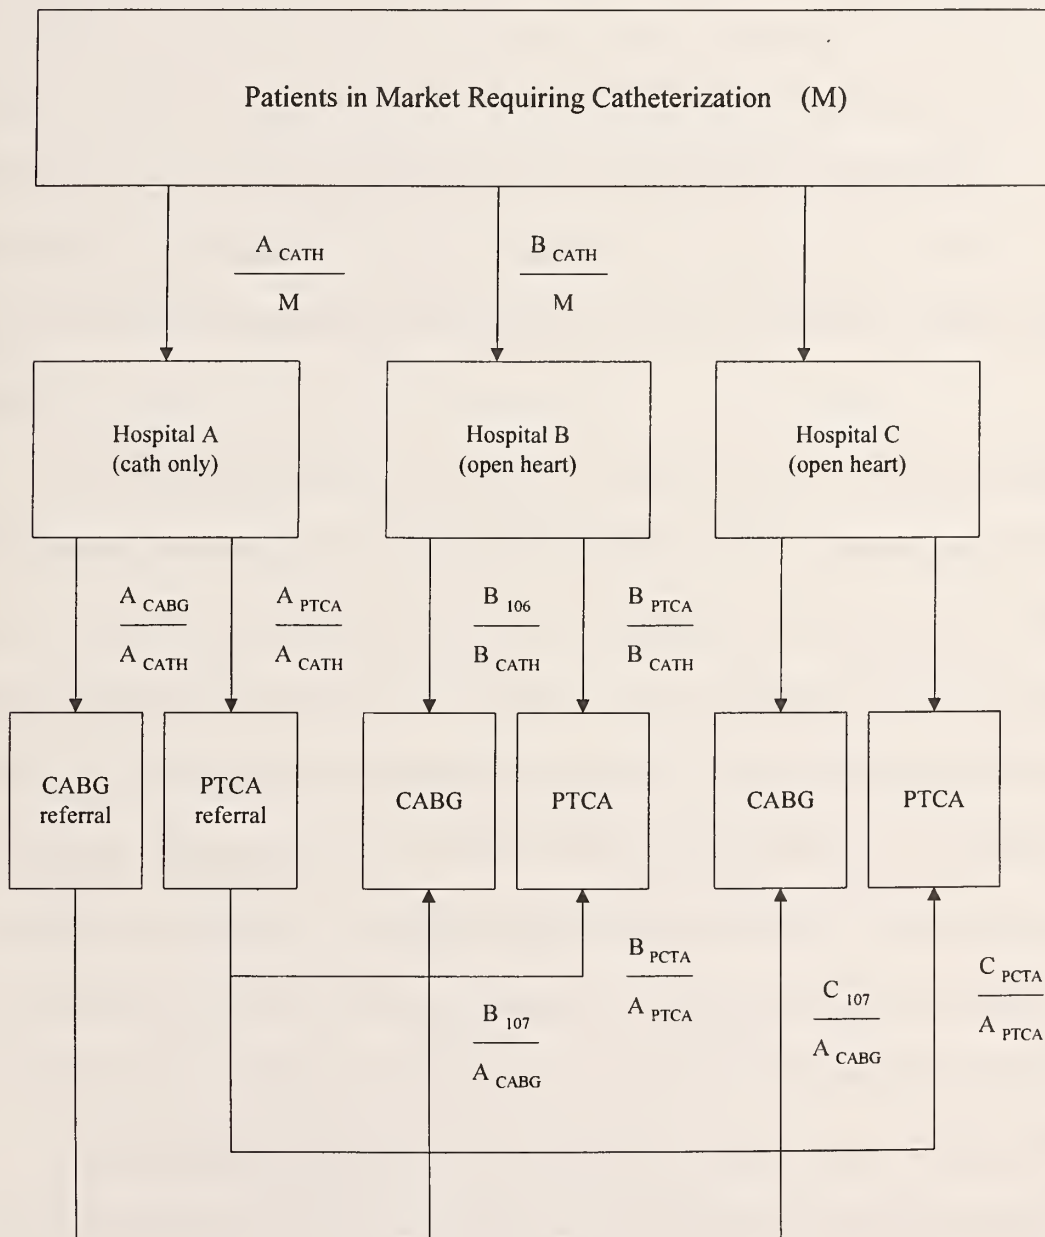 Patients in Market Requiring Catheterization (M)
A CATH
M
B CATH
M
Hospital A
(cath only)
Hospital B
(open heart)
Hospital C
(open heart)
A CABG
A CATH
A PTCA
A CATH
B 106
B CATH
B PTCA
B CATH
CABG
referral
PTCA
referral
CABG
PTCA
CABG
PTCA
B 107
A CABG
B PCTA
A PTCA
C 107
A CABG
C PCTA
A PTCA